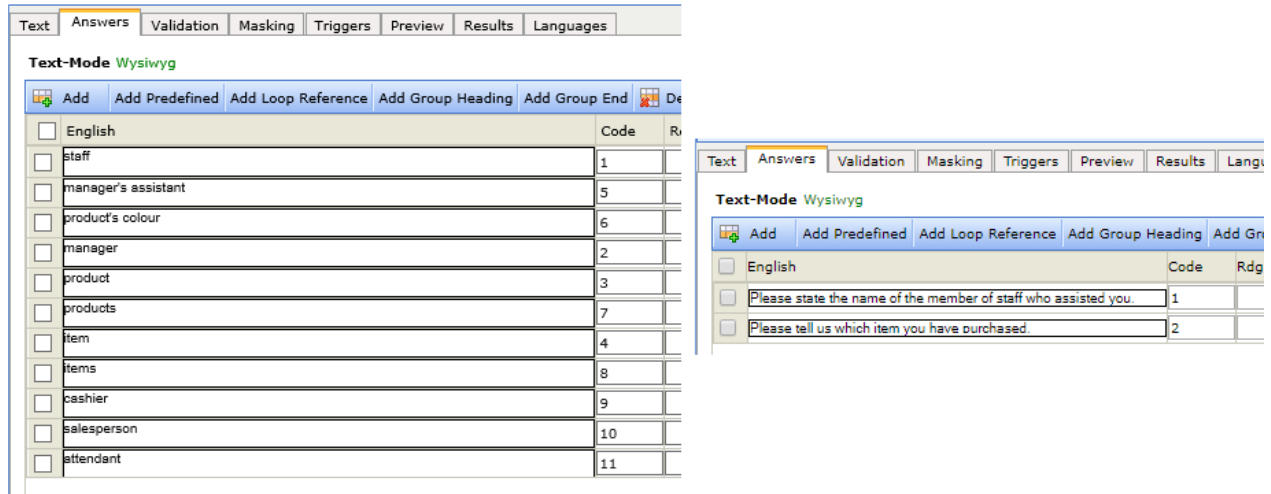 Text Answers Validation Masking Triggers Preview Results Languages
Text-Mode Wysiwyg
Add Add Predefined Add Loop Reference Add Group Heading Add Group End De
English Code R
staff 1
manager's assistant 5
product's colour 6
manager 2
product 3
products 7
item 4
items 8
cashier 9
salesperson 10
attendant 11
Text Answers Validation Masking Triggers Preview Results Langu
Text-Mode Wysiwyg
Add Add Predefined Add Loop Reference Add Group Heading Add Gro
English Code Rdg
Please state the name of the member of staff who assisted you. 1
Please tell us which item you have purchased. 2